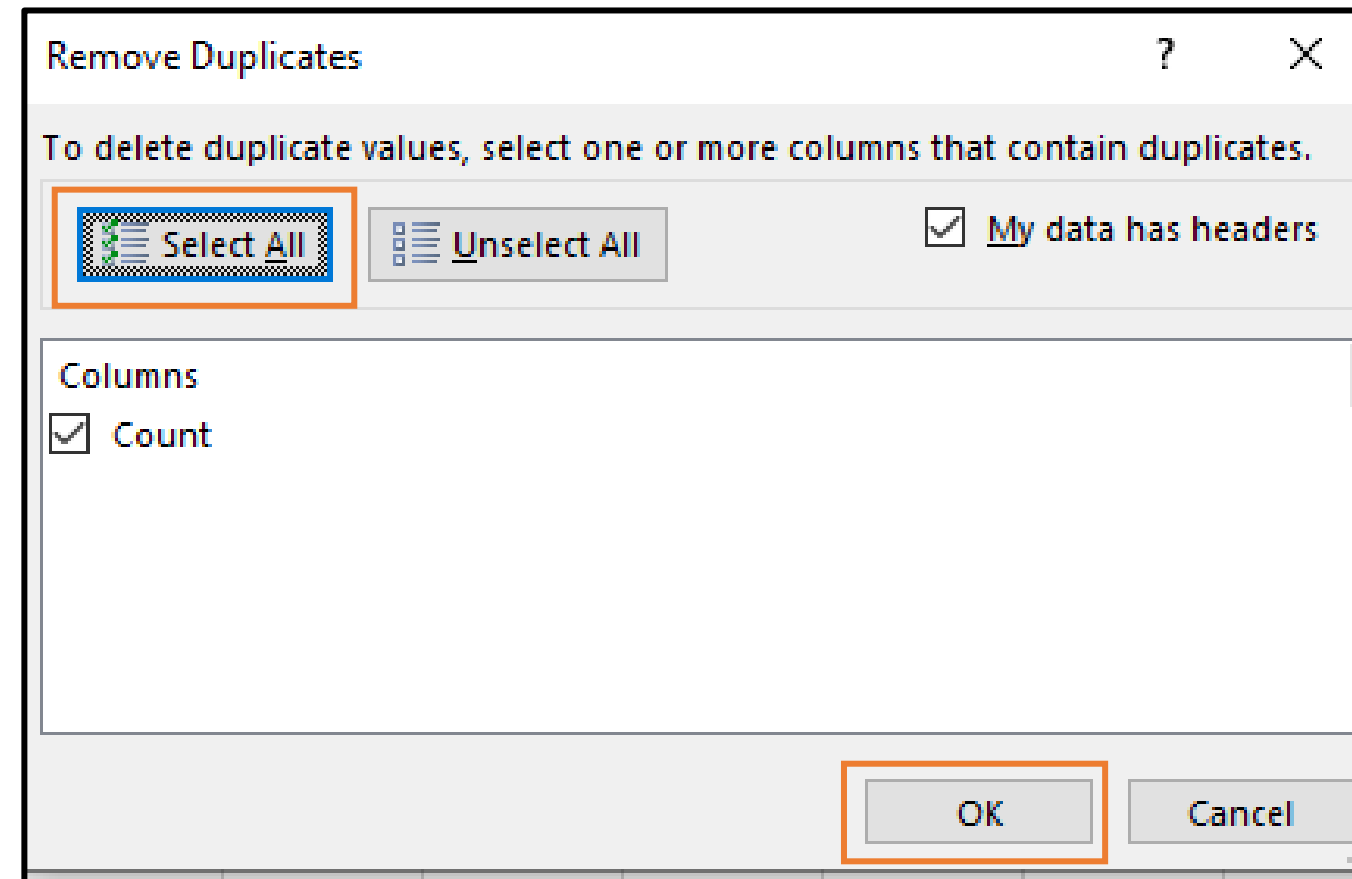 Remove Duplicates ?
To delete duplicate values, select one or more columns that contain duplicates.
Select All Unselect All My data has headers
Columns
Count
OK Cancel